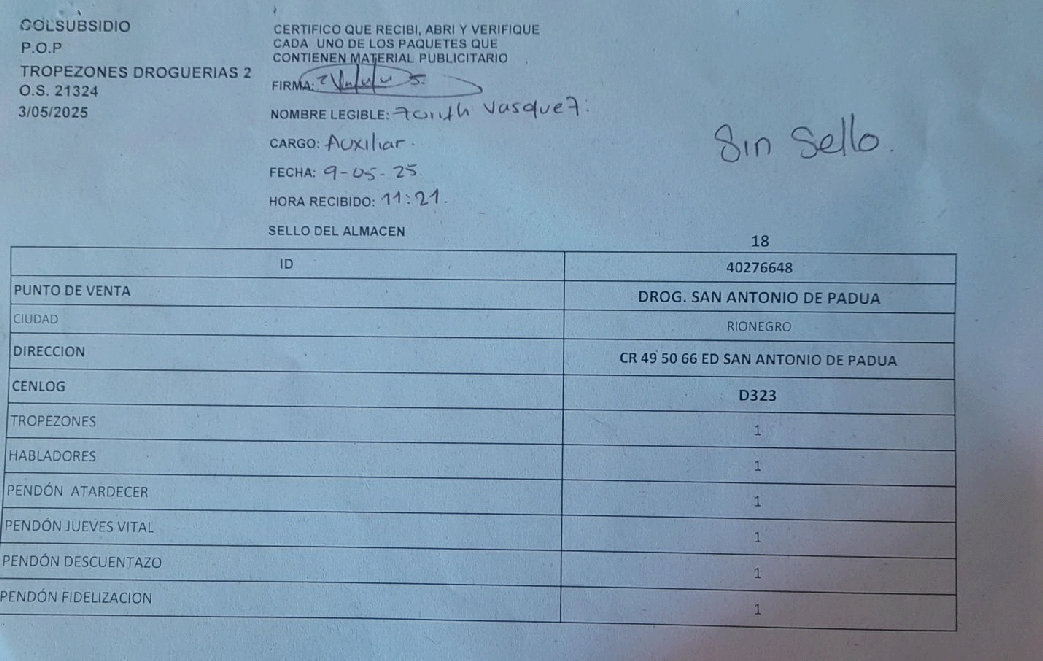 COLSUBSIDIO
P.O.P
TROPEZONES DROGUERIAS 2
O.S. 21324
3/05/2025
CERTIFICO QUE RECIBI, ABRI Y VERIFIQUE
CADA UNO DE LOS PAQUETES QUE
CONTIENEN MATERIAL PUBLICITARIO
FIRMA:
NOMBRE LEGIBLE: Vasquez.
CARGO: Auxiliar.
FECHA: 9-05-25
HORA RECIBIDO: 11:21.
SELLO DEL ALMACEN
Sin Sello.
18
ID 40276648
PUNTO DE VENTA DROG. SAN ANTONIO DE PADUA
CIUDAD RIONEGRO
DIRECCION CR 49 50 66 ED SAN ANTONIO DE PADUA
CENLOG D323
TROPEZONES 1
HABLADORES 1
PENDÓN ATARDECER 1
PENDÓN JUEVES VITAL 1
PENDÓN DESCUENTAZO 1
PENDÓN FIDELIZACION 1